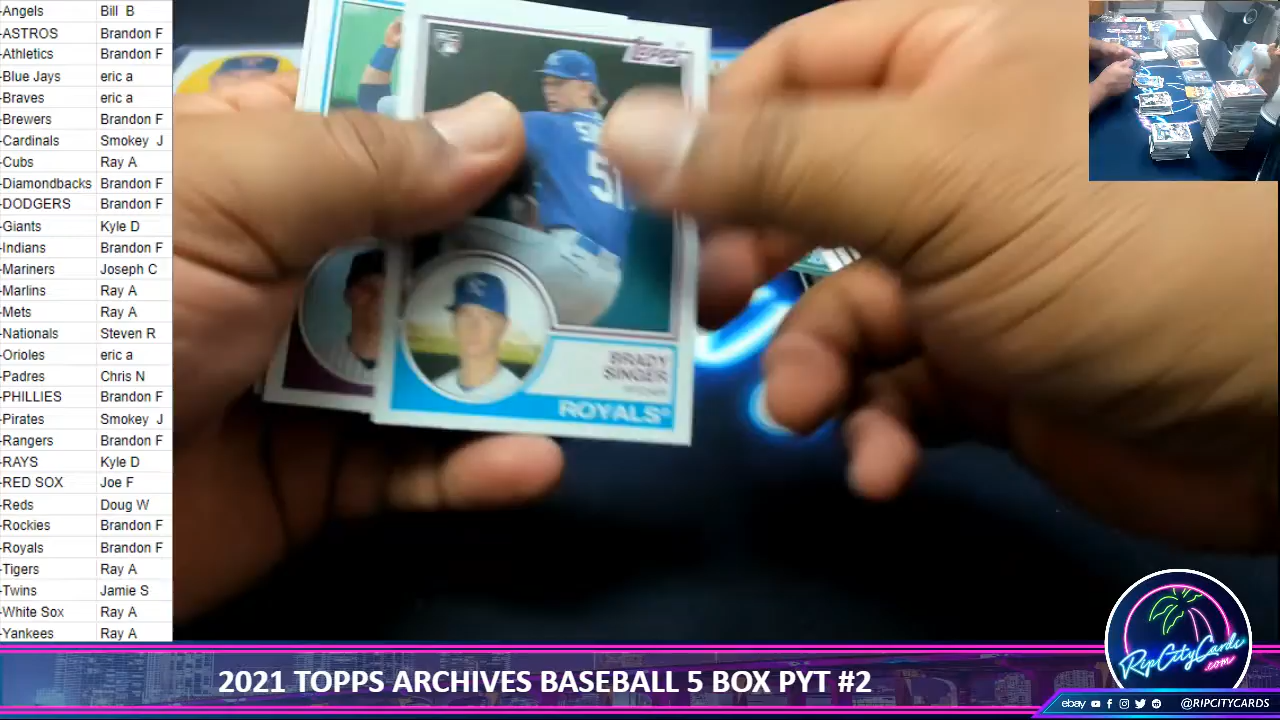 -Angels Bill B
-ASTROS Brandon F
-Athletics Brandon F
-Blue Jays eric a
-Braves eric a
-Brewers Brandon F
-Cardinals Smokey J
-Cubs Ray A
-Diamondbacks Brandon F
-DODGERS Brandon F
-Giants Kyle D
-Indians Brandon F
-Mariners Joseph C
-Marlins Ray A
-Mets Ray A
-Nationals Steven R
-Orioles eric a
-Padres Chris N
-PHILLIES Brandon F
-Pirates Smokey J
-Rangers Brandon F
-RAYS Kyle D
-RED SOX Joe F
-Reds Doug W
-Rockies Brandon F
-Royals Brandon F
-Tigers Ray A
-Twins Jamie S
-White Sox Ray A
-Yankees Ray A
RC
Topps
BRADY
SINGER
ROYALS
2021 TOPPS ARCHIVES BASEBALL 5 BOX PYT #2
RipCityCards
.com
ebay @RIPCITYCARDS